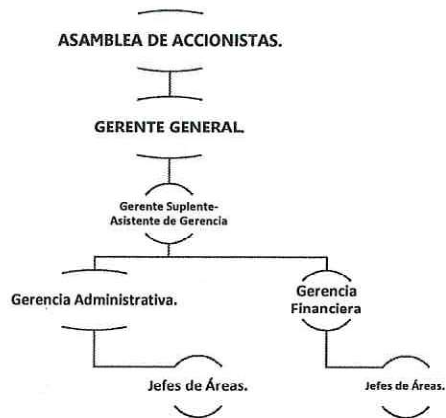 ASAMBLEA DE ACCIONISTAS.
GERENTE GENERAL.
Gerente Suplente-
Asistente de Gerencia
Gerencia Administrativa.
Gerencia
Financiera
Jefes de Áreas.
Jefes de Áreas.